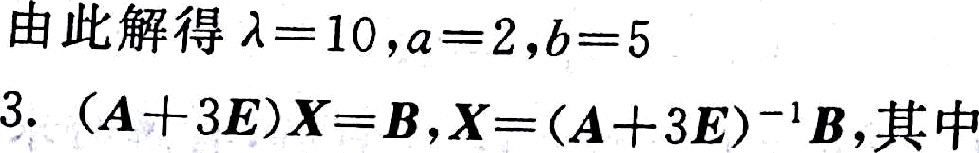 由此解得 λ=10,a=2,b=5
3. (A+3E)X=B,X=(A+3E)⁻¹B,其中